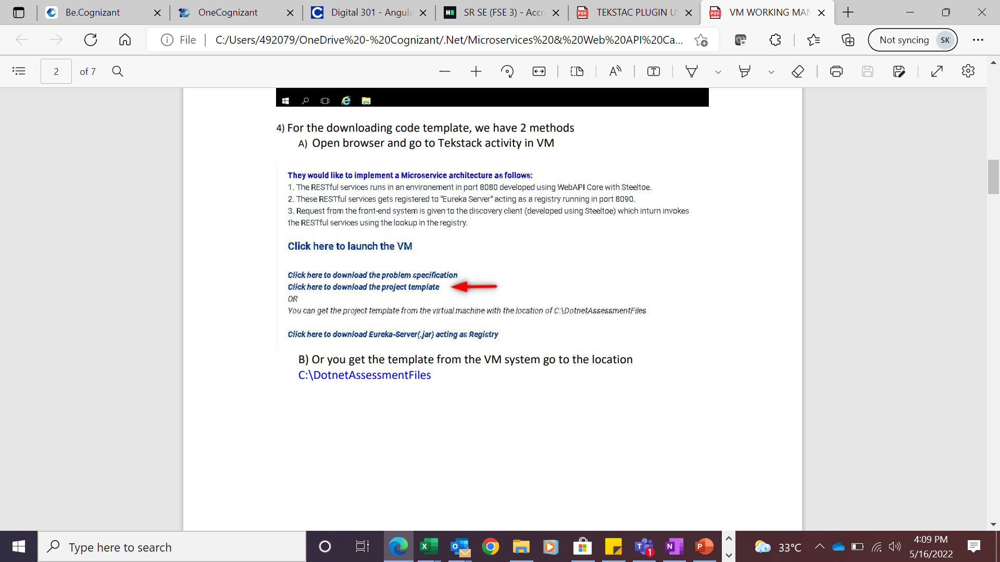 Be.Cognizant
OneCognizant
Digital 301 - Angula
SR SE (FSE 3) - Accr
TEKSTAC PLUGIN US
VM WORKING MAN
File
C:/Users/492079/OneDrive%20-%20Cognizant/.Net/Microservices%20&%20Web%20API%20Ca...
Not syncing
SK
2
of 7
4) For the downloading code template, we have 2 methods
A) Open browser and go to Tekstack activity in VM
They would like to implement a Microservice architecture as follows:
1. The RESTful services runs in an environement in port 8080 developed using WebAPI Core with Steeltoe.
2. These RESTful services gets registered to "Eureka Server" acting as a registry running in port 8090.
3. Request from the front-end system is given to the discovery client (developed using Steeltoe) which inturn invokes
the RESTful services using the lookup in the registry.
Click here to launch the VM
Click here to download the problem specification
Click here to download the project template
OR
You can get the project template from the virtual machine with the location of C:\DotnetAssessmentFiles
Click here to download Eureka-Server(.jar) acting as Registry
B) Or you get the template from the VM system go to the location
C:\DotnetAssessmentFiles
Type here to search
1
33°C
4:09 PM
5/16/2022